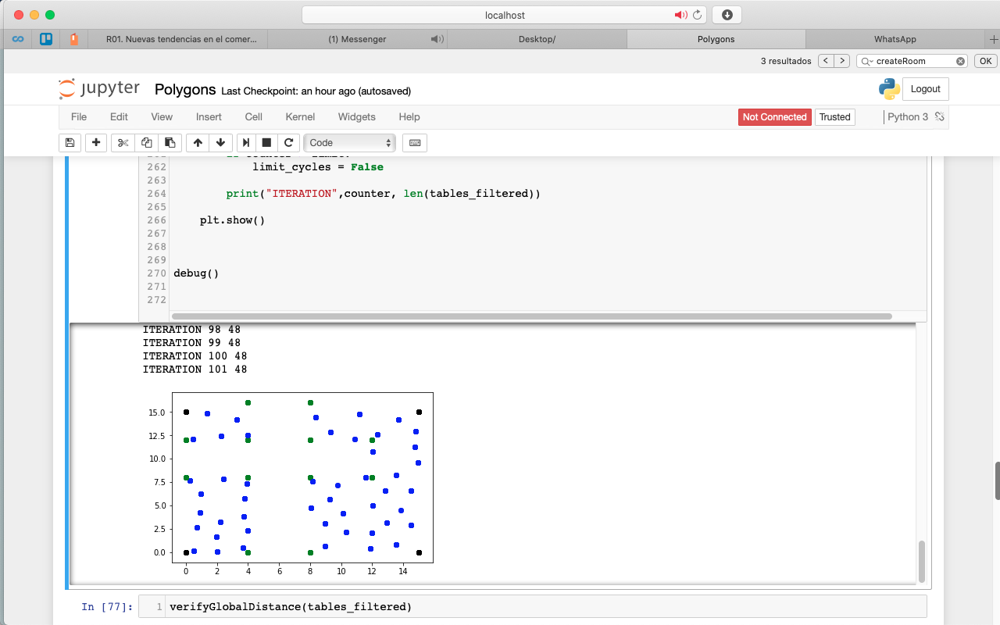 localhost
R01. Nuevas tendencias en el comer...
(1) Messenger
Desktop/
Polygons
WhatsApp
3 resultados < > createRoom OK
jupyter Polygons Last Checkpoint: an hour ago (autosaved) Logout
File Edit View Insert Cell Kernel Widgets Help Not Connected Trusted Python 3
Code
262 limit_cycles = False
263
264 print("ITERATION",counter, len(tables_filtered))
265
266 plt.show()
267
268
269
270 debug()
271
272
ITERATION 98 48
ITERATION 99 48
ITERATION 100 48
ITERATION 101 48
15.0
12.5
10.0
7.5
5.0
2.5
0.0
0 2 4 6 8 10 12 14
In [77]: 1 verifyGlobalDistance(tables_filtered)